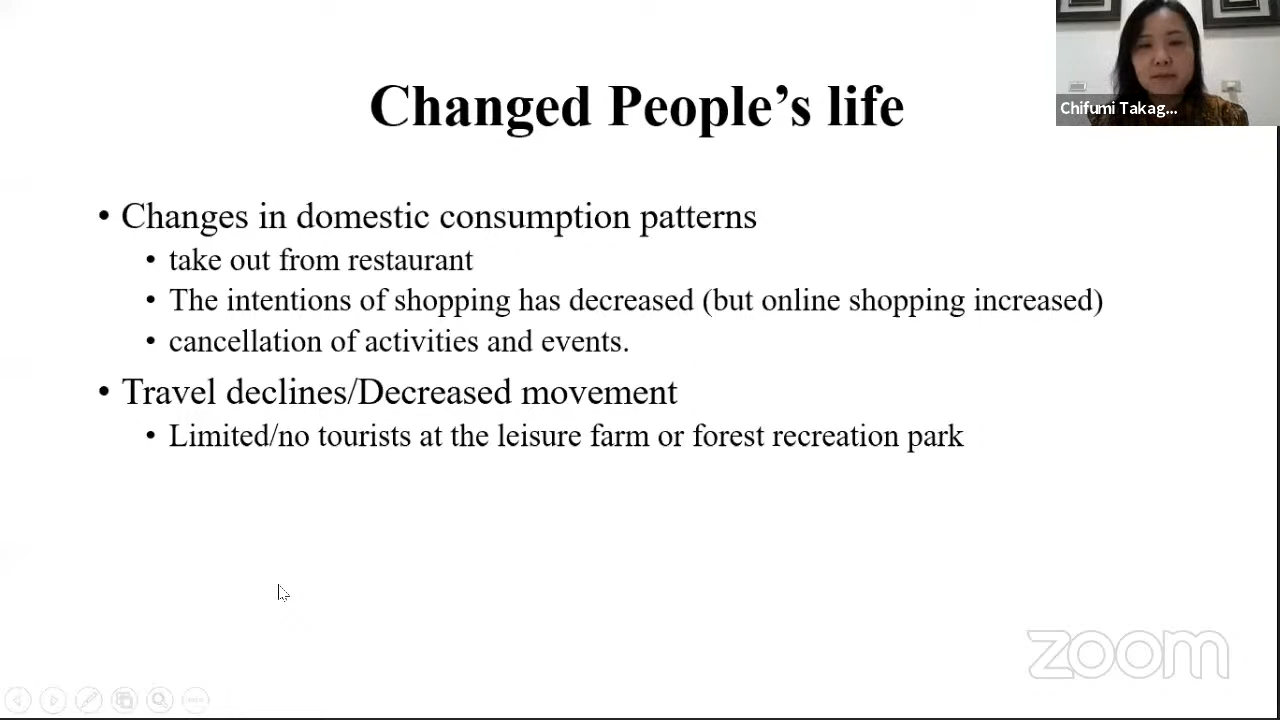 Changed People’s life
Chifumi Takag...
• Changes in domestic consumption patterns
• take out from restaurant
• The intentions of shopping has decreased (but online shopping increased)
• cancellation of activities and events.
• Travel declines/Decreased movement
• Limited/no tourists at the leisure farm or forest recreation park
zoom